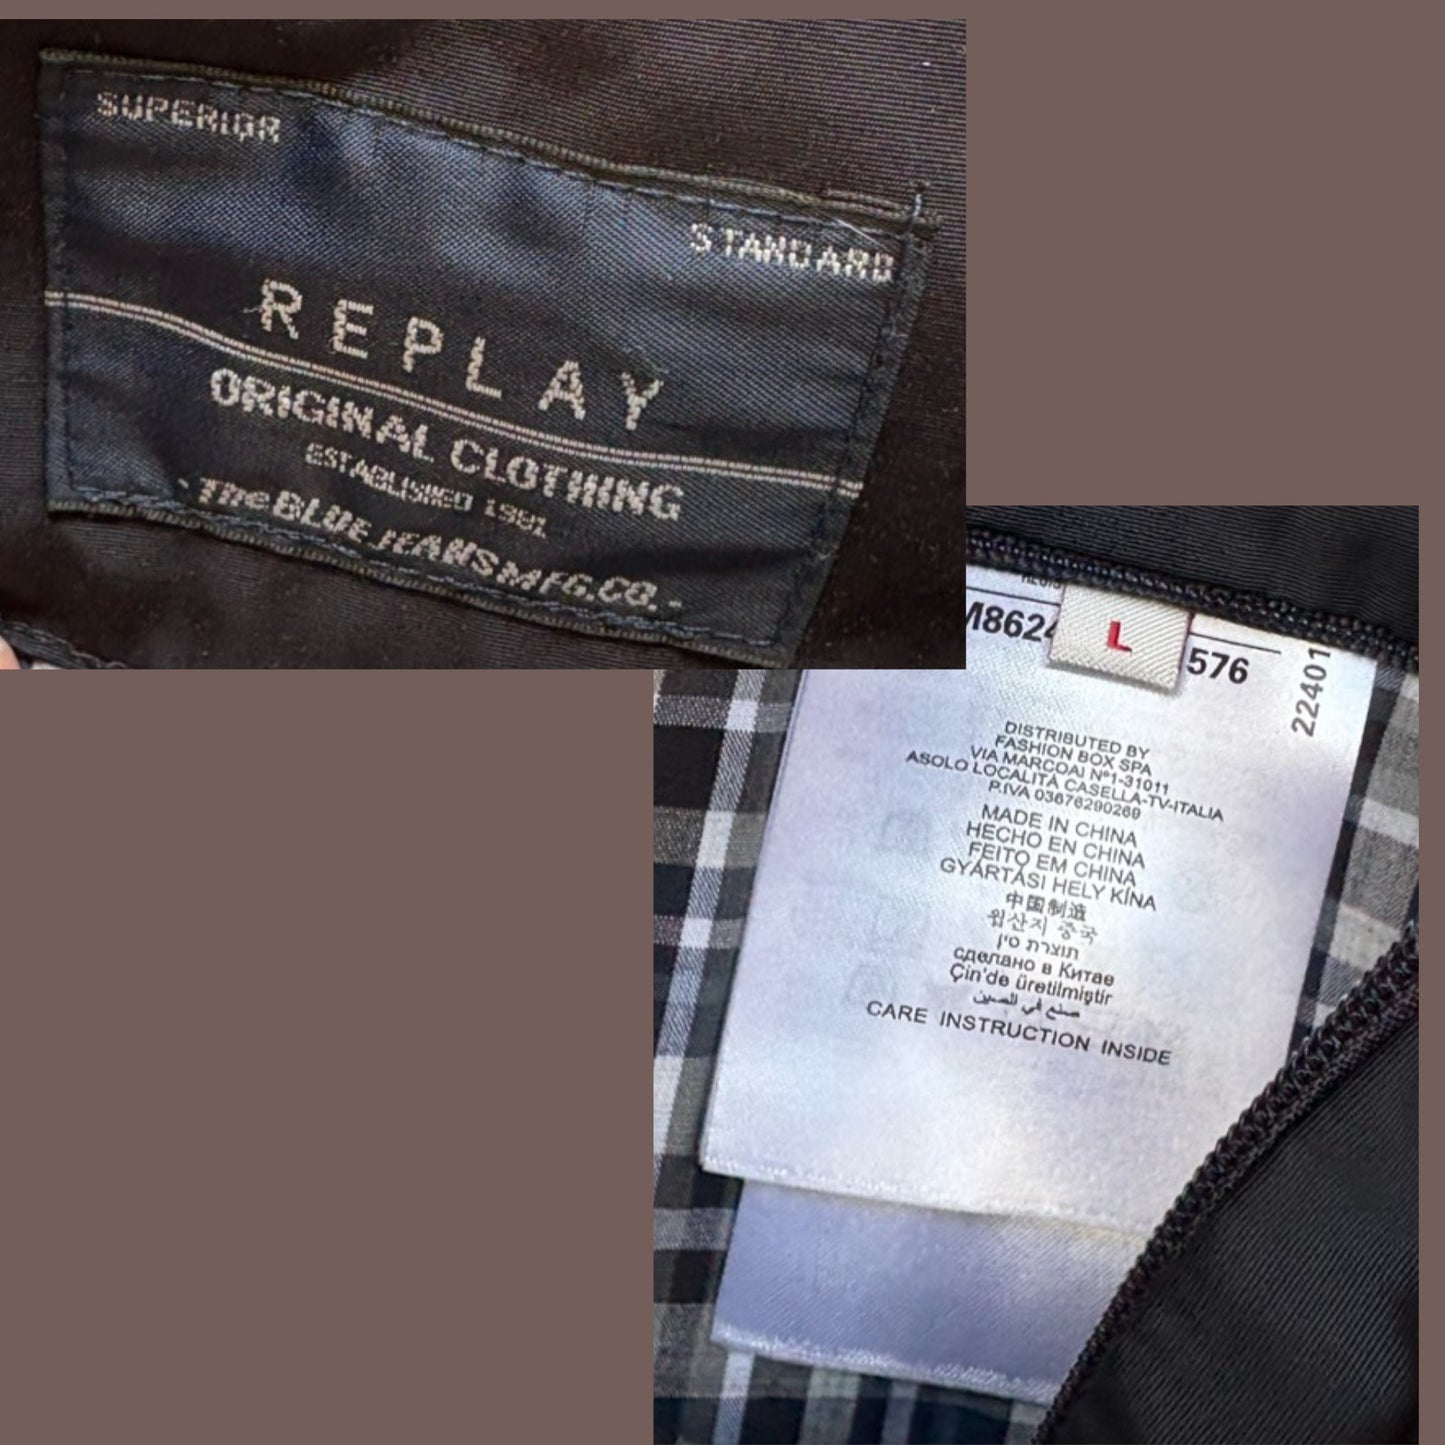 SUPERIOR
STANDARD
REPLAY
ORIGINAL CLOTHING
ESTABLISHED 1981
- The BLUE JEANS MFG.CO. -
M8624
L
576
22401
DISTRIBUTED BY
FASHION BOX SPA
VIA MARCOAI Nº1-31011
ASOLO LOCALITÀ CASELLA-TV-ITALIA
P.IVA 03676290269
MADE IN CHINA
HECHO EN CHINA
FEITO EM CHINA
GYÁRTÁSI HELY KÍNA
中国制造
원산지 중국
תוצרת סין
сделано в Китае
Çin'de üretilmiştir
صنع في الصين
CARE INSTRUCTION INSIDE